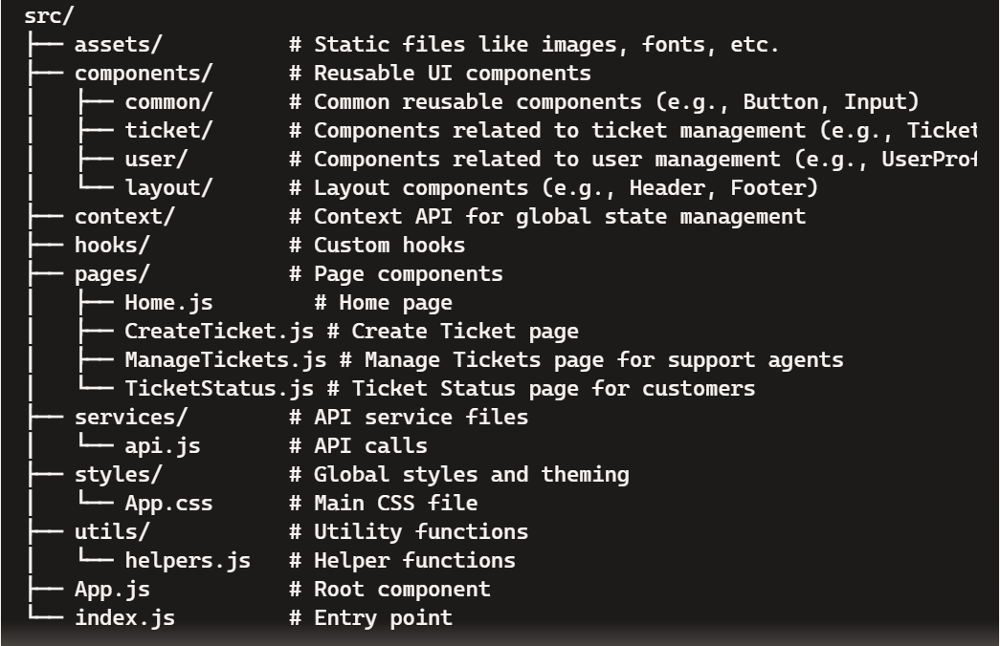 src/
├── assets/          # Static files like images, fonts, etc.
├── components/      # Reusable UI components
│   ├── common/      # Common reusable components (e.g., Button, Input)
│   ├── ticket/      # Components related to ticket management (e.g., Ticket
│   ├── user/        # Components related to user management (e.g., UserProf
│   └── layout/      # Layout components (e.g., Header, Footer)
├── context/         # Context API for global state management
├── hooks/           # Custom hooks
├── pages/           # Page components
│   ├── Home.js        # Home page
│   ├── CreateTicket.js # Create Ticket page
│   ├── ManageTickets.js # Manage Tickets page for support agents
│   └── TicketStatus.js # Ticket Status page for customers
├── services/        # API service files
│   └── api.js       # API calls
├── styles/          # Global styles and theming
│   └── App.css      # Main CSS file
├── utils/           # Utility functions
│   └── helpers.js   # Helper functions
├── App.js           # Root component
└── index.js         # Entry point